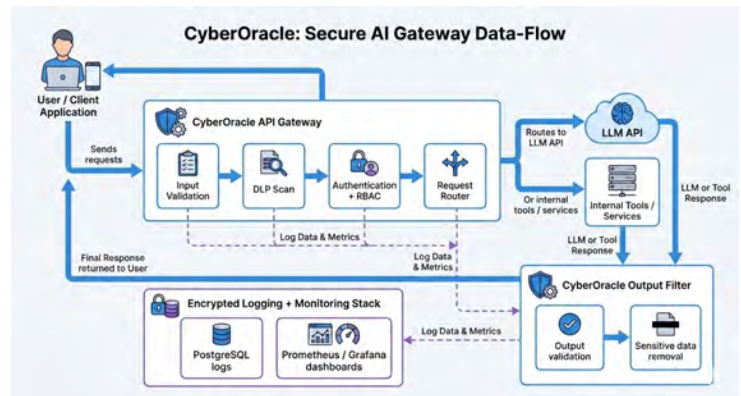 CyberOracle: Secure AI Gateway Data-Flow
User / Client
Application
CyberOracle API Gateway
Sends
requests
Input
Validation
DLP Scan
Authentication
+ RBAC
Request
Router
Routes to
LLM API
LLM API
Or internal
tools / services
Internal Tools /
Services
LLM or Tool
Response
LLM or Tool
Response
Log Data & Metrics
Log Data
& Metrics
Final Response
returned to User
CyberOracle Output Filter
Output
validation
Sensitive data
removal
Log Data & Metrics
Encrypted Logging + Monitoring Stack
PostgreSQL
logs
Prometheus / Grafana
dashboards